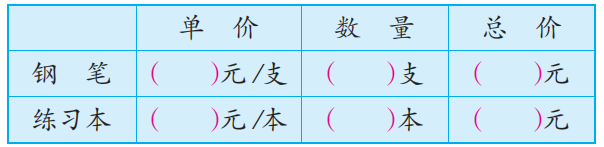 单 价 数 量 总 价
钢 笔 ( )元/支 ( )支 ( )元
练习本 ( )元/本 ( )本 ( )元